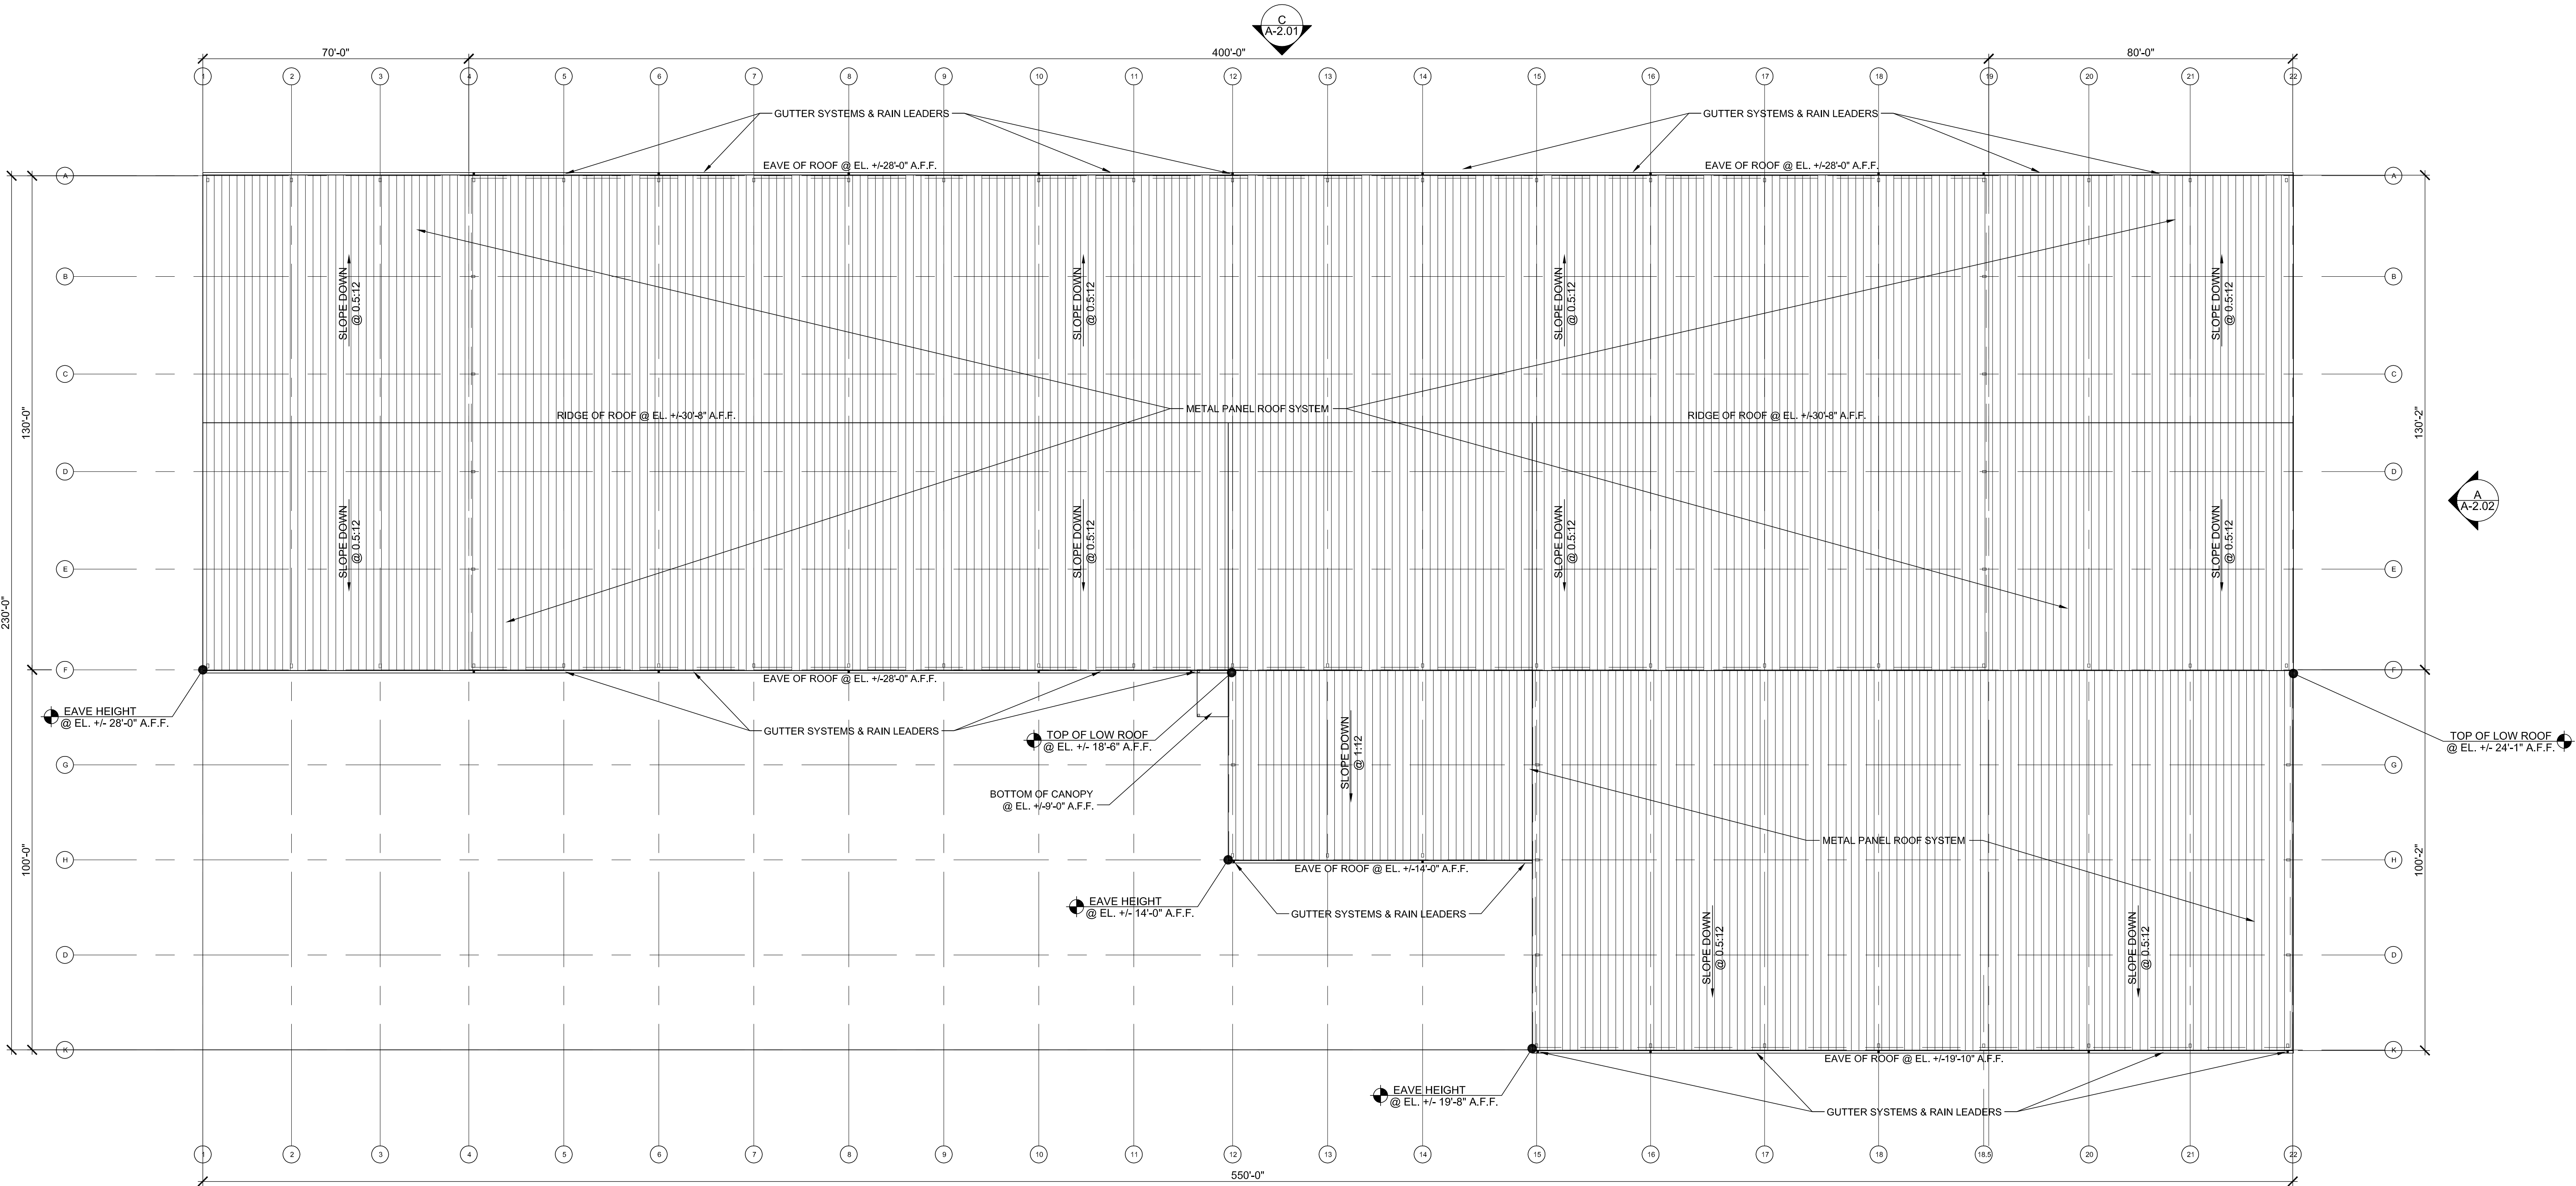 C
A-2.01
70'-0"
400'-0"
80'-0"
1
2
3
4
5
6
7
8
9
10
11
12
13
14
15
16
17
18
19
20
21
22
GUTTER SYSTEMS & RAIN LEADERS
GUTTER SYSTEMS & RAIN LEADERS
EAVE OF ROOF @ EL. +/-28'-0" A.F.F.
EAVE OF ROOF @ EL. +/-28'-0" A.F.F.
A
A
B
B
SLOPE DOWN
@ 0.5:12
SLOPE DOWN
@ 0.5:12
SLOPE DOWN
@ 0.5:12
SLOPE DOWN
@ 0.5:12
C
C
130'-0"
RIDGE OF ROOF @ EL. +/-30'-8" A.F.F.
METAL PANEL ROOF SYSTEM
RIDGE OF ROOF @ EL. +/-30'-8" A.F.F.
130'-2"
D
D
A
A-2.02
SLOPE DOWN
@ 0.5:12
SLOPE DOWN
@ 0.5:12
SLOPE DOWN
@ 0.5:12
SLOPE DOWN
@ 0.5:12
E
E
230'-0"
F
F
EAVE OF ROOF @ EL. +/-28'-0" A.F.F.
EAVE HEIGHT
@ EL. +/- 28'-0" A.F.F.
GUTTER SYSTEMS & RAIN LEADERS
TOP OF LOW ROOF
@ EL. +/- 18'-6" A.F.F.
SLOPE DOWN
@ 1:12
TOP OF LOW ROOF
@ EL. +/- 24'-1" A.F.F.
G
G
BOTTOM OF CANOPY
@ EL. +/-9'-0" A.F.F.
METAL PANEL ROOF SYSTEM
100'-0"
100'-2"
H
H
EAVE OF ROOF @ EL. +/-14'-0" A.F.F.
EAVE HEIGHT
@ EL. +/- 14'-0" A.F.F.
GUTTER SYSTEMS & RAIN LEADERS
SLOPE DOWN
@ 0.5:12
SLOPE DOWN
@ 0.5:12
D
D
K
K
EAVE OF ROOF @ EL. +/-19'-10" A.F.F.
EAVE HEIGHT
@ EL. +/- 19'-8" A.F.F.
GUTTER SYSTEMS & RAIN LEADERS
1
2
3
4
5
6
7
8
9
10
11
12
13
14
15
16
17
18
18.5
20
21
22
550'-0"